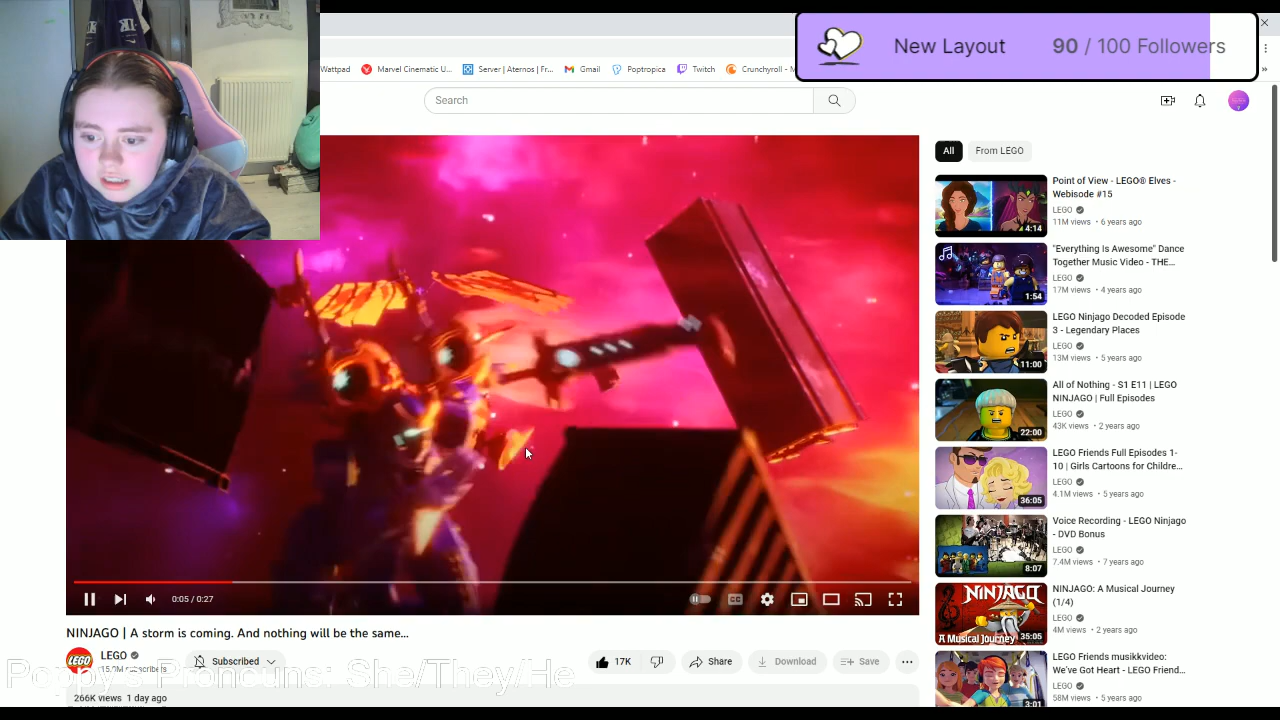 New Layout
90 / 100 Followers
Wattpad
Marvel Cinematic U...
Server | Aternos | Fr...
Gmail
Poptropica
Twitch
Crunchyroll - 
Search
All
From LEGO
Point of View - LEGO® Elves -
Webisode #15
LEGO
11M views • 6 years ago
4:14
"Everything Is Awesome" Dance
Together Music Video - THE...
LEGO
17M views • 4 years ago
1:54
LEGO Ninjago Decoded Episode
3 - Legendary Places
LEGO
13M views • 5 years ago
11:00
All of Nothing - S1 E11 | LEGO
NINJAGO | Full Episodes
LEGO
43K views • 2 years ago
22:00
LEGO Friends Full Episodes 1-
10 | Girls Cartoons for Childre...
LEGO
4.1M views • 5 years ago
36:05
Voice Recording - LEGO Ninjago
- DVD Bonus
LEGO
7.4M views • 7 years ago
8:07
NINJAGO: A Musical Journey
(1/4)
LEGO
4M views • 2 years ago
NINJAGO
A Musical Journey
35:05
LEGO Friends musikkvideo:
We've Got Heart - LEGO Friend...
LEGO
58M views • 5 years ago
3:01
0:05 / 0:27
CC
NINJAGO | A storm is coming. And nothing will be the same...
LEGO
LEGO
Subscribed
17K
Share
Download
Save
Poppy's Pronouns: She/They/He
266K views 1 day ago